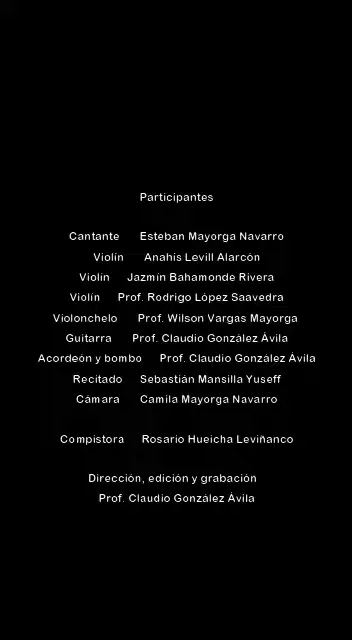 Participantes
Cantante Esteban Mayorga Navarro
Violín Anahís Levill Alarcón
Violín Jazmín Bahamonde Rivera
Violín Prof. Rodrigo López Saavedra
Violonchelo Prof. Wilson Vargas Mayorga
Guitarra Prof. Claudio González Ávila
Acordeón y bombo Prof. Claudio González Ávila
Recitado Sebastián Mansilla Yuseff
Cámara Camila Mayorga Navarro
Compistora Rosario Hueicha Leviñanco
Dirección, edición y grabación
Prof. Claudio González Ávila